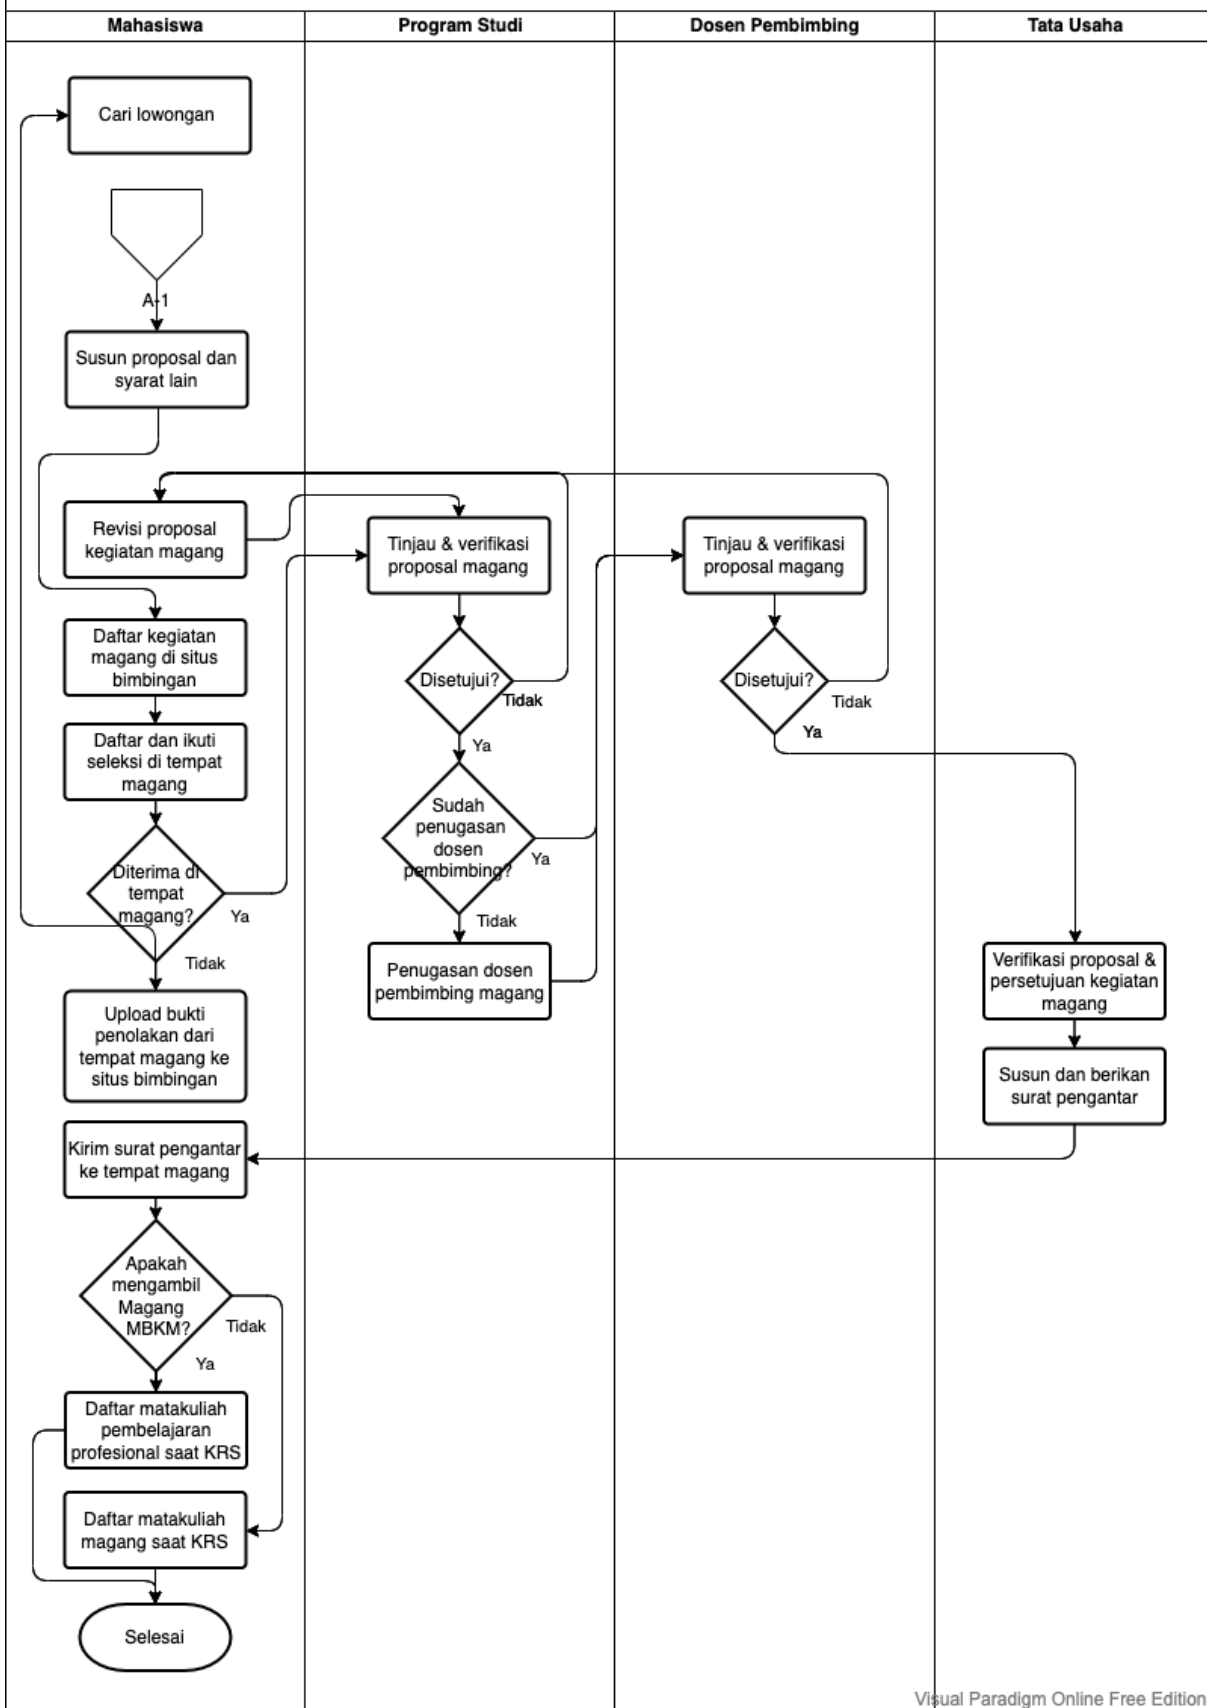 Mahasiswa
Program Studi
Dosen Pembimbing
Tata Usaha
Cari lowongan
A-1
Susun proposal dan
syarat lain
Revisi proposal
kegiatan magang
Tinjau & verifikasi
proposal magang
Tinjau & verifikasi
proposal magang
Daftar kegiatan
magang di situs
bimbingan
Disetujui?
Tidak
Ya
Disetujui?
Tidak
Ya
Daftar dan ikuti
seleksi di tempat
magang
Sudah
penugasan
dosen
pembimbing?
Ya
Tidak
Diterima di
tempat
magang?
Ya
Tidak
Penugasan dosen
pembimbing magang
Verifikasi proposal &
persetujuan kegiatan
magang
Upload bukti
penolakan dari
tempat magang ke
situs bimbingan
Susun dan berikan
surat pengantar
Kirim surat pengantar
ke tempat magang
Apakah
mengambil
Magang
MBKM?
Tidak
Ya
Daftar matakuliah
pembelajaran
profesional saat KRS
Daftar matakuliah
magang saat KRS
Selesai
Visual Paradigm Online Free Edition